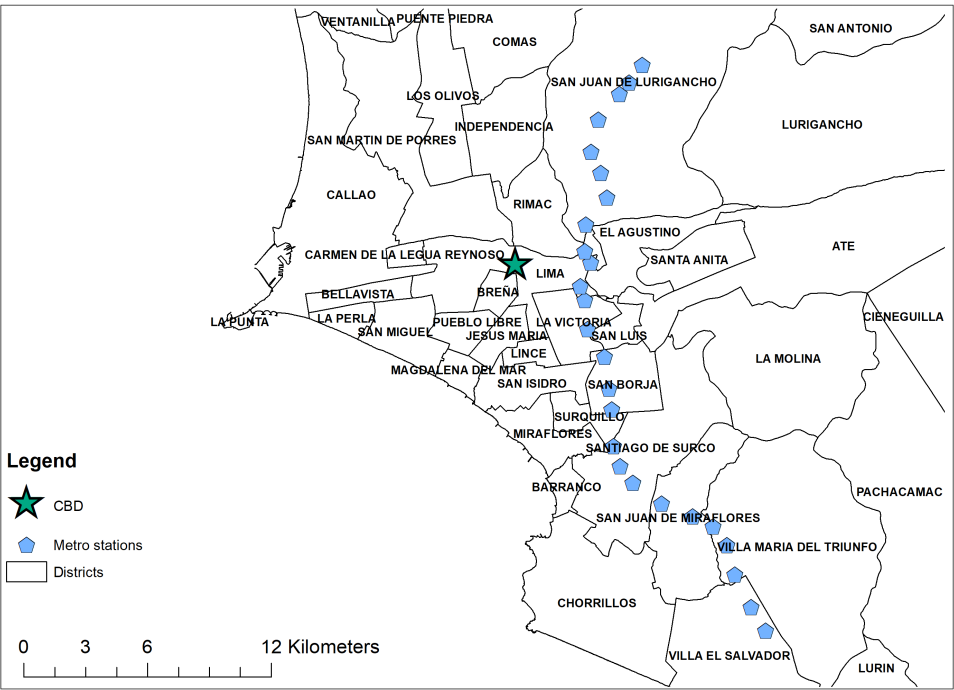 VENTANILLA
PUENTE PIEDRA
SAN ANTONIO
COMAS
SAN JUAN DE LURIGANCHO
LOS OLIVOS
LURIGANCHO
INDEPENDENCIA
SAN MARTIN DE PORRES
CALLAO
RIMAC
EL AGUSTINO
ATE
CARMEN DE LA LEGUA REYNOSO
SANTA ANITA
LIMA
BREÑA
BELLAVISTA
CIENEGUILLA
LA PUNTA
LA PERLA
PUEBLO LIBRE
LA VICTORIA
SAN MIGUEL
JESUS MARIA
SAN LUIS
LINCE
LA MOLINA
MAGDALENA DEL MAR
SAN ISIDRO
SAN BORJA
SURQUILLO
MIRAFLORES
SANTIAGO DE SURCO
BARRANCO
PACHACAMAC
SAN JUAN DE MIRAFLORES
VILLA MARIA DEL TRIUNFO
CHORRILLOS
VILLA EL SALVADOR
LURIN
Legend
CBD
Metro stations
Districts
0 3 6 12 Kilometers